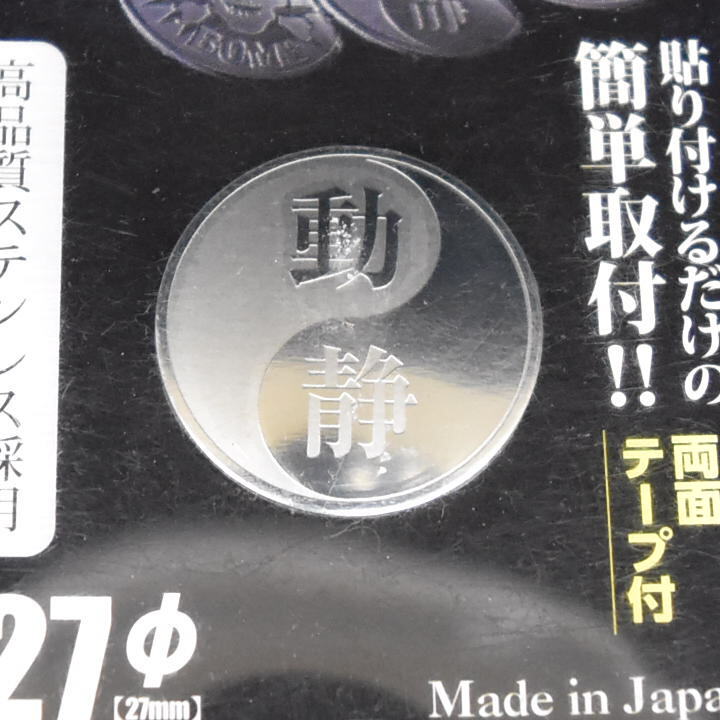 貼り付けるだけの
簡単取付!!
両面
テープ付
高品質ステンレス採用
動
静
27φ
【27mm】
Made in Japa